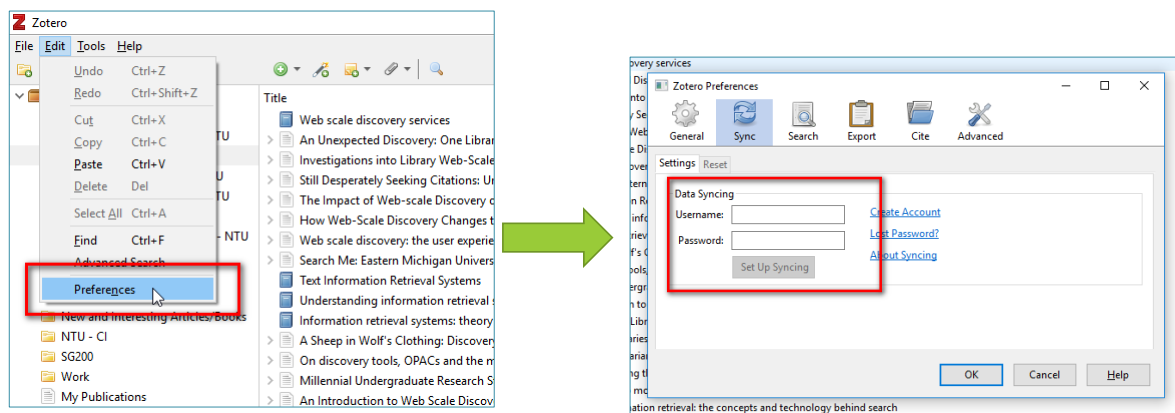 Zotero
File Edit Tools Help
Undo Ctrl+Z
Redo Ctrl+Shift+Z
Cut Ctrl+X
Copy Ctrl+C
Paste Ctrl+V
Delete Del
Select All Ctrl+A
Find Ctrl+F
Advanced Search
Preferences
TU
U
TU
- NTU
New and Interesting Articles/Books
NTU - CI
SG200
Work
My Publications
Title
Web scale discovery services
An Unexpected Discovery: One Librar
Investigations into Library Web-Scale
Still Desperately Seeking Citations: Un
The Impact of Web-scale Discovery
How Web-Scale Discovery Changes t
Web scale discovery: the user experie
Search Me: Eastern Michigan Univers
Text Information Retrieval Systems
Understanding information retrieval
Information retrieval systems: theory
A Sheep in Wolf's Clothing: Discovery
On discovery tools, OPACs and the m
Millennial Undergraduate Research S
An Introduction to Web Scale Discov
overy services
Zotero Preferences
General Sync Search Export Cite Advanced
Settings Reset
Data Syncing
Username:
Password:
Set Up Syncing
Create Account
Lost Password?
About Syncing
OK Cancel Help
ation retrieval: the concepts and technology behind search